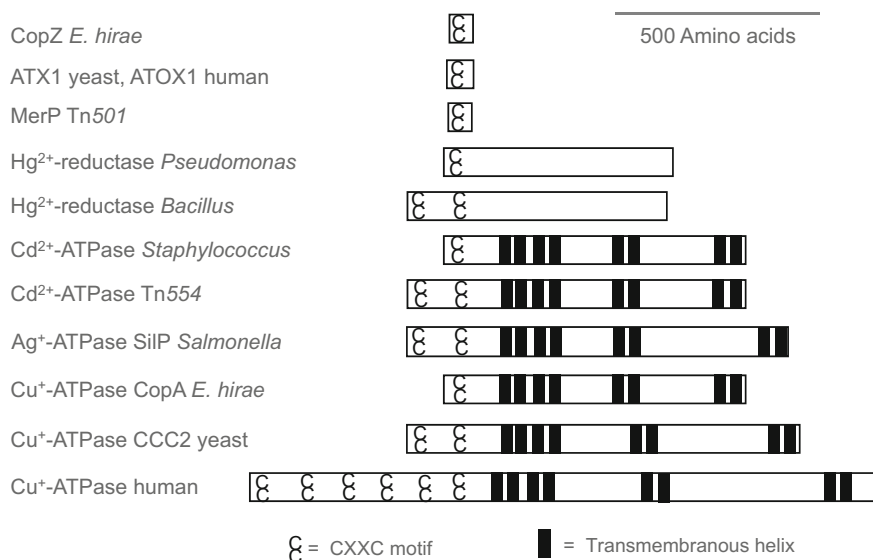 CopZ E. hirae
500 Amino acids
ATX1 yeast, ATOX1 human
MerP Tn501
Hg²⁺-reductase Pseudomonas
Hg²⁺-reductase Bacillus
Cd²⁺-ATPase Staphylococcus
Cd²⁺-ATPase Tn554
Ag⁺-ATPase SilP Salmonella
Cu⁺-ATPase CopA E. hirae
Cu⁺-ATPase CCC2 yeast
Cu⁺-ATPase human
C C = CXXC motif
= Transmembranous helix